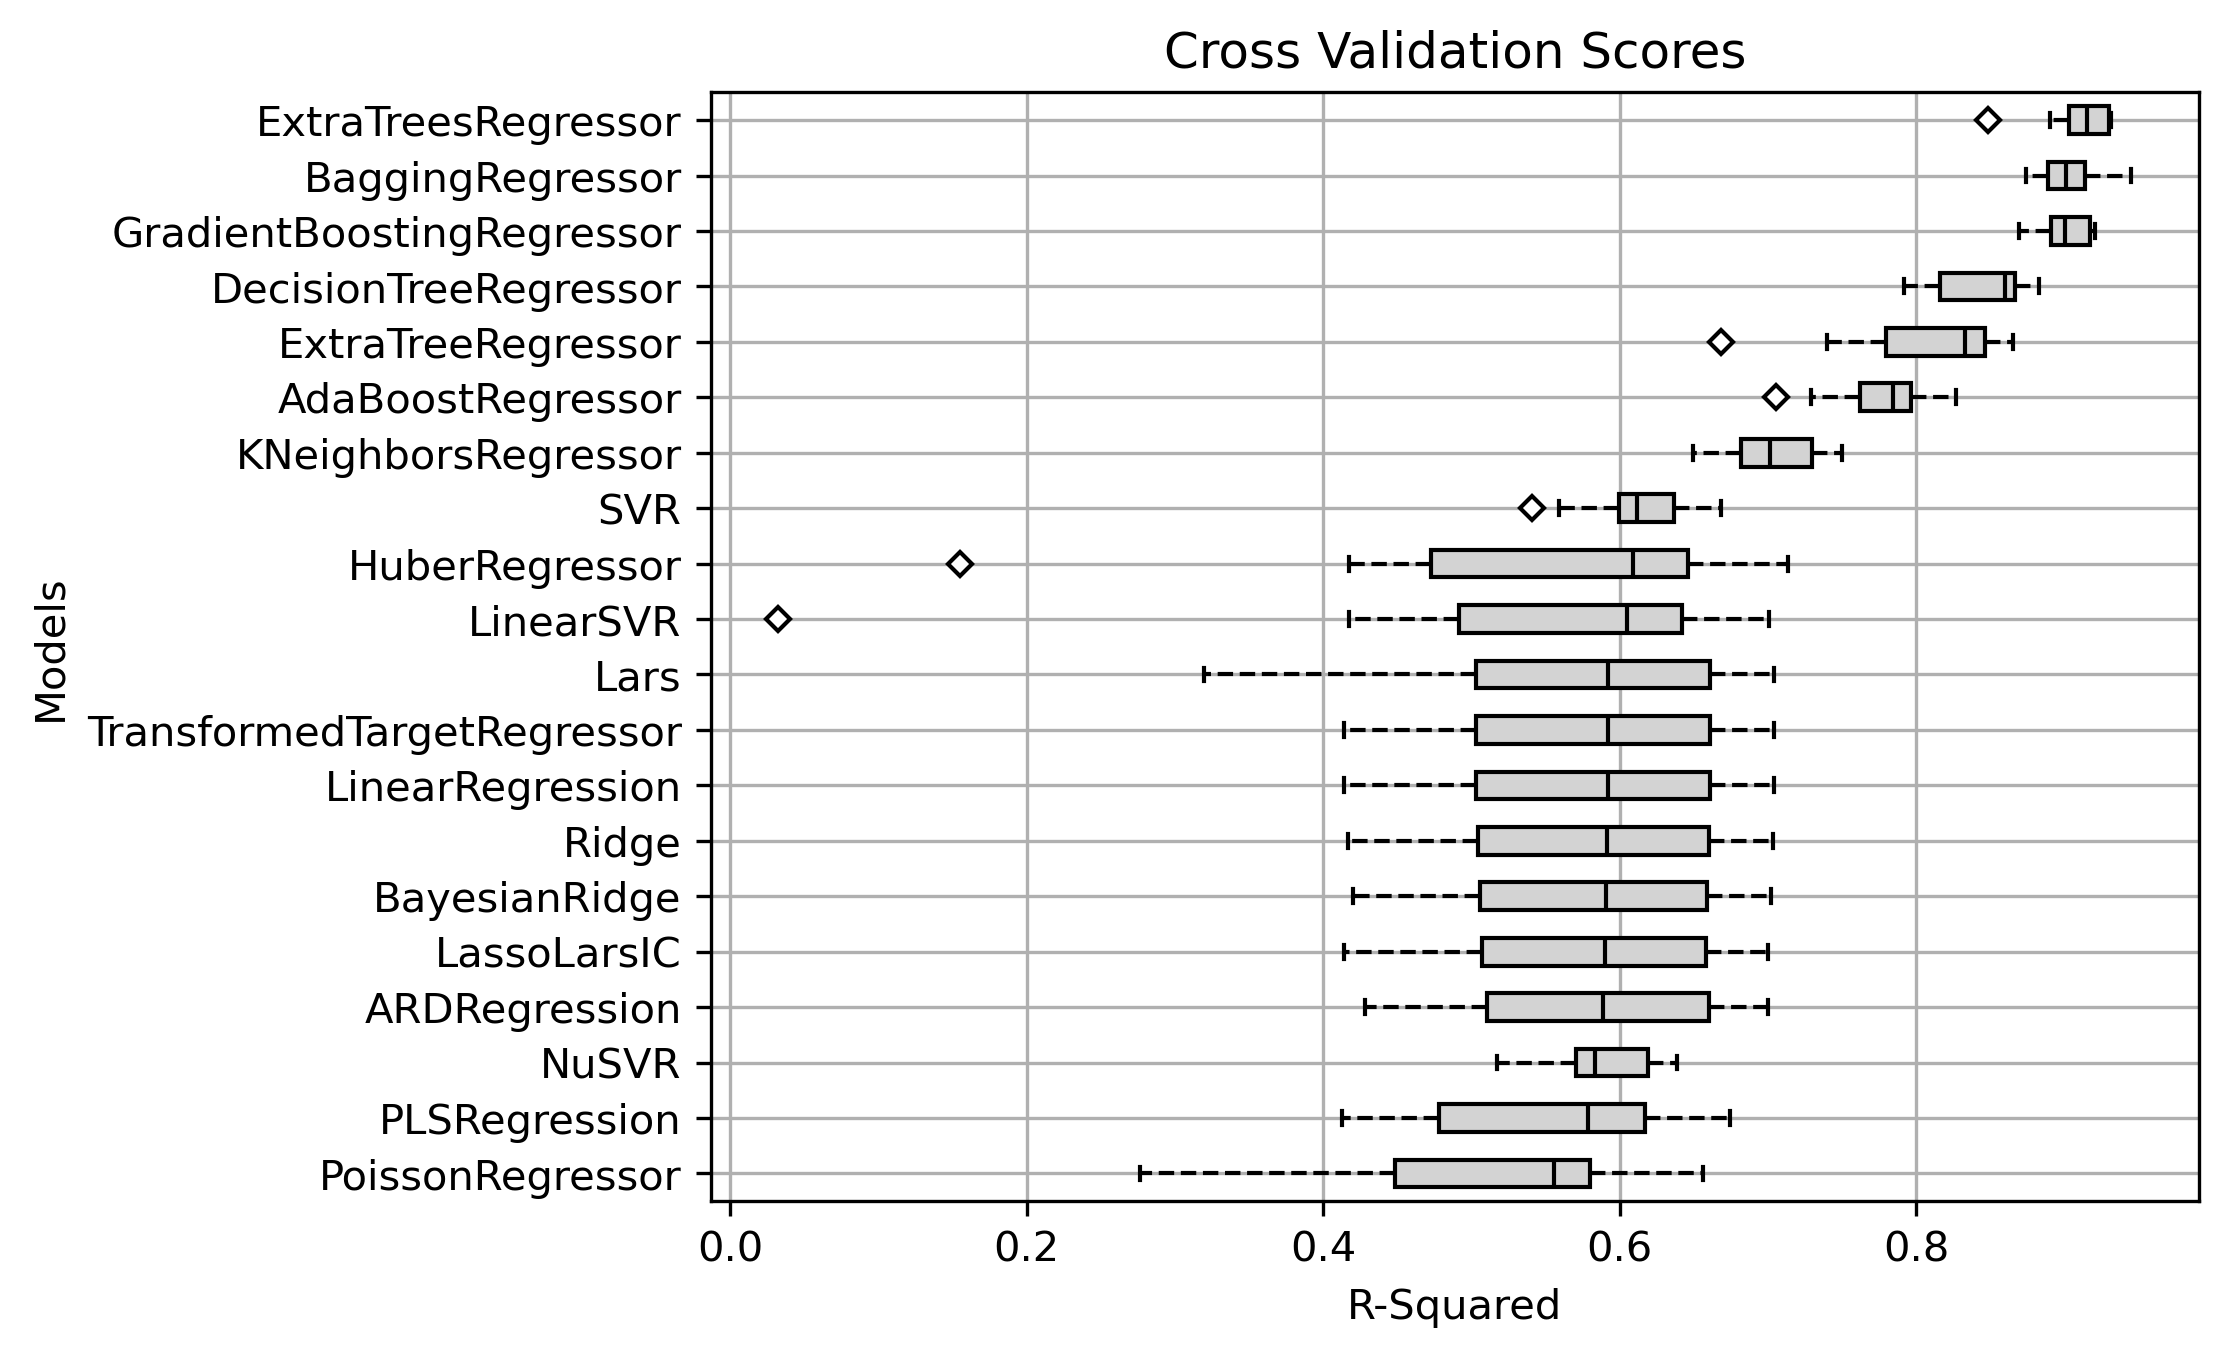 Cross Validation Scores
ExtraTreesRegressor
BaggingRegressor
GradientBoostingRegressor
DecisionTreeRegressor
ExtraTreeRegressor
AdaBoostRegressor
KNeighborsRegressor
SVR
HuberRegressor
LinearSVR
Lars
TransformedTargetRegressor
LinearRegression
Ridge
BayesianRidge
LassoLarsIC
ARDRegression
NuSVR
PLSRegression
PoissonRegressor
Models
0.0 0.2 0.4 0.6 0.8
R-Squared